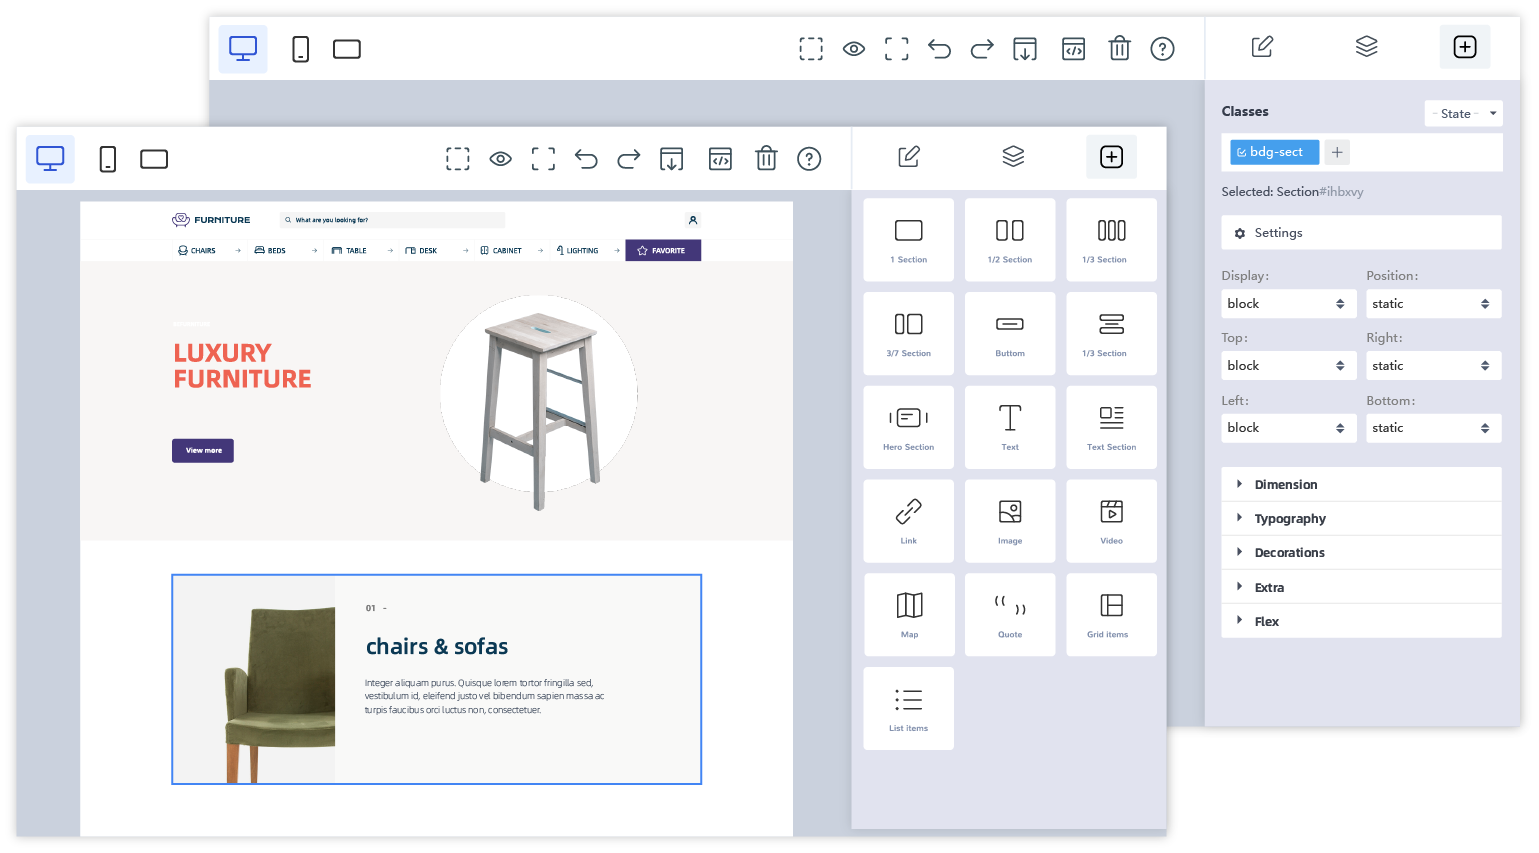 Classes
State
bdg-sect
Selected: Section#ihbxvy
Settings
Display:
Position:
block
static
Top:
Right:
block
static
Left:
Bottom:
block
static
Dimension
Typography
Decorations
Extra
Flex
FURNITURE
What are you looking for?
CHAIRS
BEDS
TABLE
DESK
CABINET
LIGHTING
FAVORITE
LUXURY
FURNITURE
View more
01 -
chairs & sofas
Integer aliquam purus. Quisque lorem tortor fringilla sed,
vestibulum id, eleifend justo vel bibendum sapien massa ac
turpis faucibus orci luctus non, consectetuer.
1 Section
1/2 Section
1/3 Section
3/7 Section
Buttom
1/3 Section
Hero Section
Text
Text Section
Link
Image
Video
Map
Quote
Grid items
List items